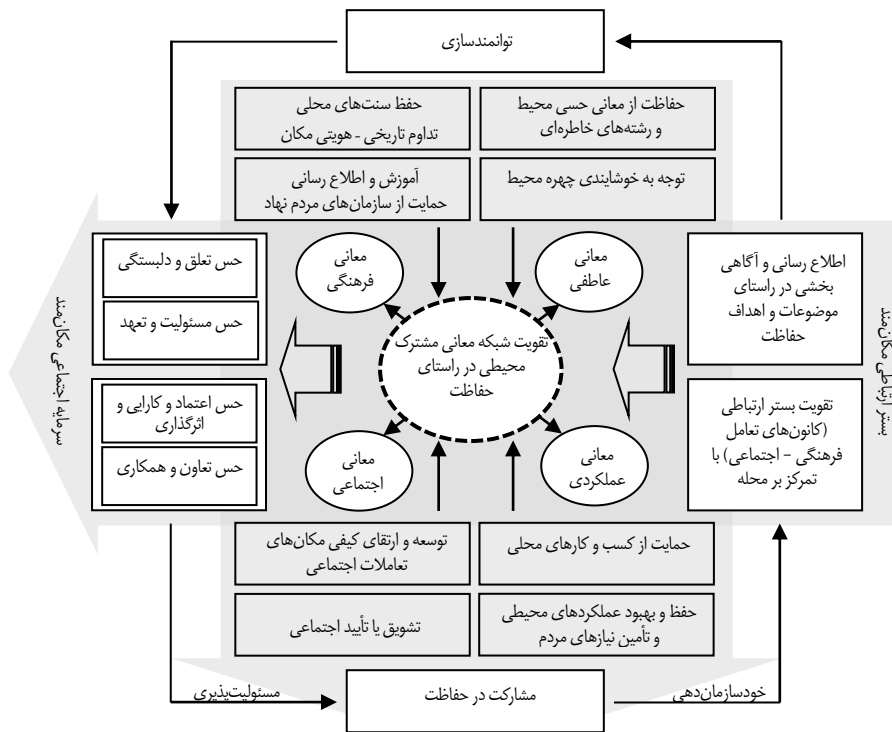 توانمندسازی
حفاظت از معانی حسی محیط
و رشته‌های خاطره‌ای
حفظ سنت‌های محلی
تداوم تاریخی - هویتی مکان
توجه به خوشایندی چهره محیط
آموزش و اطلاع رسانی
حمایت از سازمان‌های مردم نهاد
بستر ارتباطی مکان‌مند
اطلاع رسانی و آگاهی
بخشی در راستای
موضوعات و اهداف
حفاظت
تقویت بستر ارتباطی
(کانون‌های تعامل
فرهنگی - اجتماعی) با
تمرکز بر محله
معانی
عاطفی
معانی
فرهنگی
تقویت شبکه معانی مشترک
محیطی در راستای
حفاظت
معانی
عملکردی
معانی
اجتماعی
حس تعلق و دلبستگی
حس مسئولیت و تعهد
حس اعتماد و کارایی و
اثرگذاری
حس تعاون و همکاری
سرمایه اجتماعی مکان‌مند
حمایت از کسب و کارهای محلی
توسعه و ارتقای کیفی مکان‌های
تعاملات اجتماعی
حفظ و بهبود عملکردهای محیطی
و تأمین نیازهای مردم
تشویق یا تأیید اجتماعی
خودسازمان‌دهی
مشارکت در حفاظت
مسئولیت‌پذیری